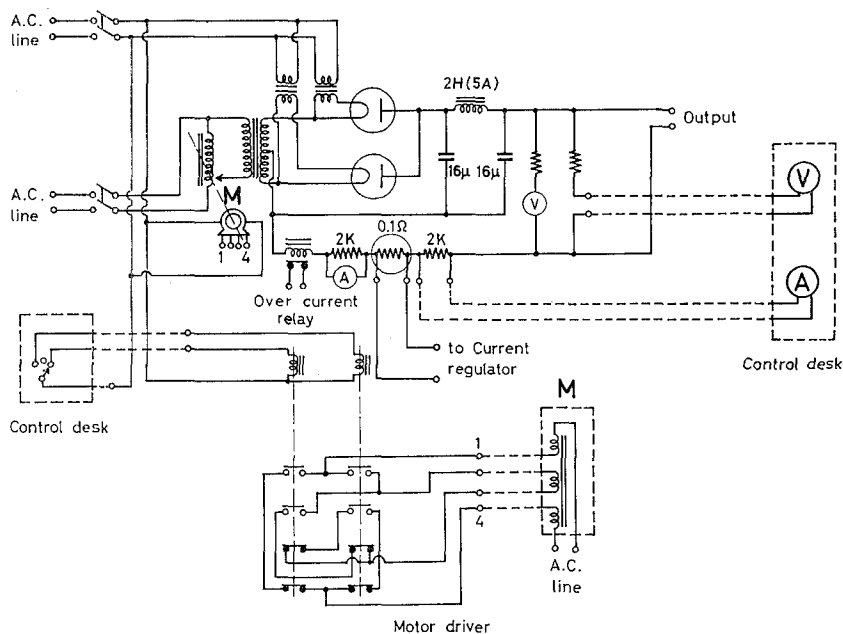 A.C.
line
2H(5A)
Output
16μ 16μ
V
V
A.C.
line
M
1 4
2K
0.1Ω
2K
A
A
Over current
relay
to Current
regulator
Control desk
Control desk
M
1
4
A.C.
line
Motor driver